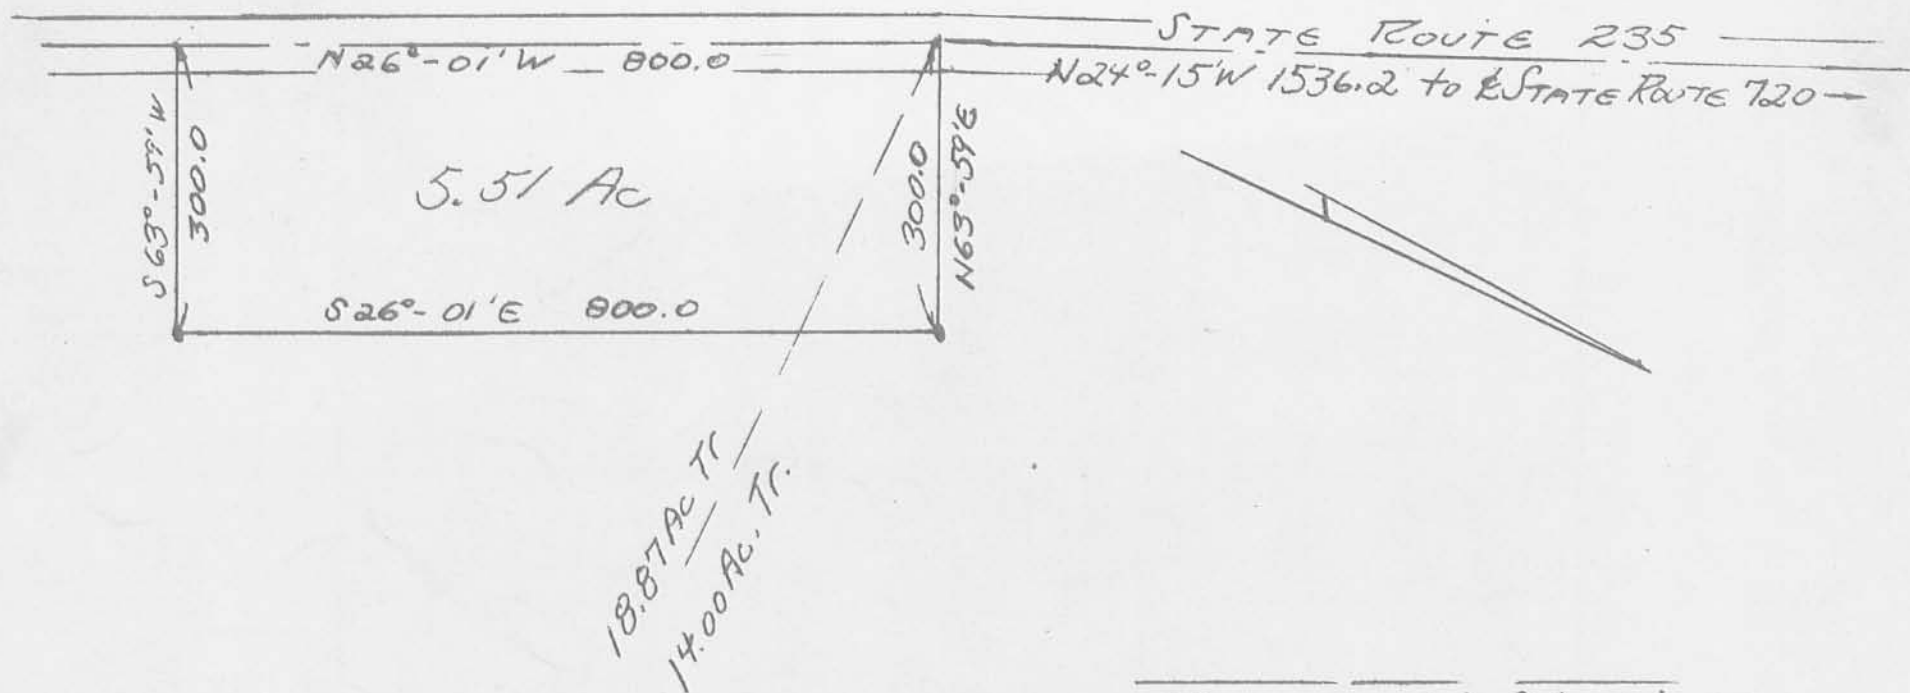 STATE ROUTE 235
N26°-01'W 800.0
N24°-15'W 1536.2 to ℄ STATE ROUTE 720
S63°-59'W
300.0
5.51 Ac
300.0
N63°-59'E
S26°-01'E 800.0
18.87 Ac Tr
14.00 Ac. Tr.